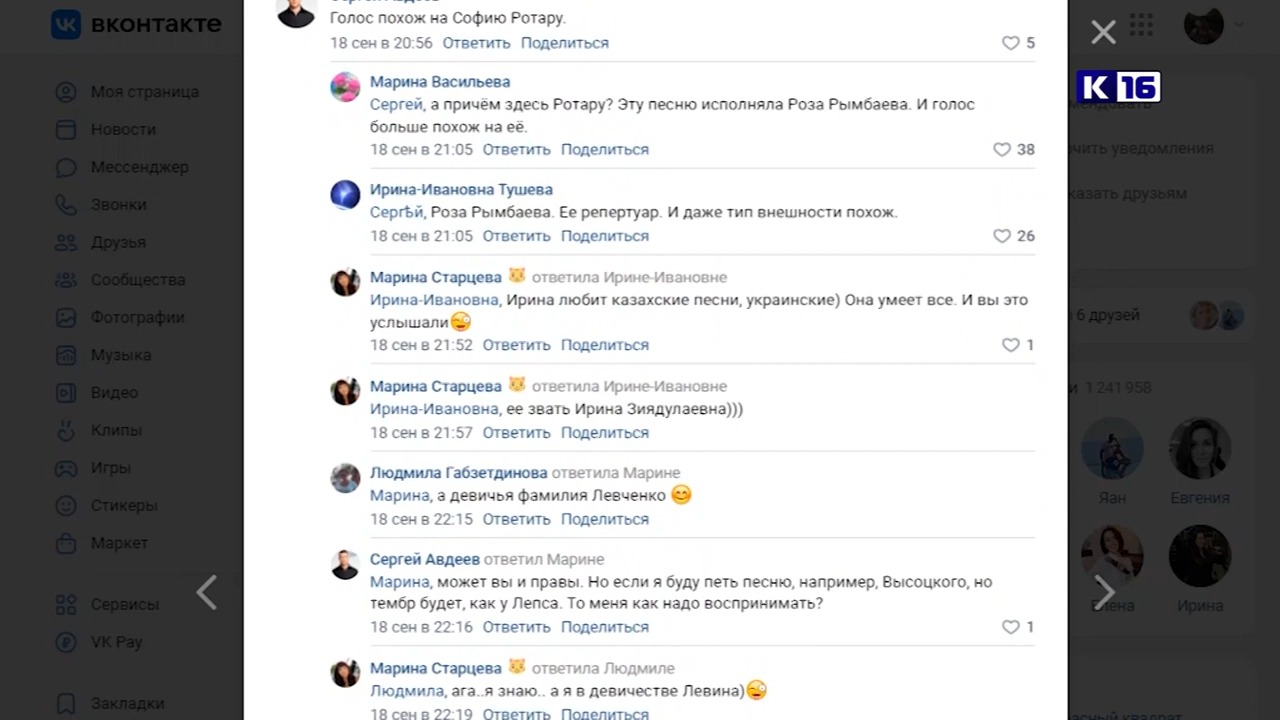 вконтакте
Моя страница
Новости
Мессенджер
Звонки
Друзья
Сообщества
Фотографии
Музыка
Видео
Клипы
Игры
Стикеры
Маркет
Сервисы
VK Pay
Закладки
Сергей Авдеев
Голос похож на Софию Ротару.
18 сен в 20:56 Ответить Поделиться 5
Марина Васильева
Сергей, а причём здесь Ротару? Эту песню исполняла Роза Рымбаева. И голос
больше похож на её.
18 сен в 21:05 Ответить Поделиться 38
Ирина-Ивановна Тушева
Сергѣй, Роза Рымбаева. Ее репертуар. И даже тип внешности похож.
18 сен в 21:05 Ответить Поделиться 26
Марина Старцева ответила Ирине-Ивановне
Ирина-Ивановна, Ирина любит казахские песни, украинские) Она умеет все. И вы это
услышали
18 сен в 21:52 Ответить Поделиться 1
Марина Старцева ответила Ирине-Ивановне
Ирина-Ивановна, ее звать Ирина Зиядулаевна)))
18 сен в 21:57 Ответить Поделиться
Людмила Габзетдинова ответила Марине
Марина, а девичья фамилия Левченко
18 сен в 22:15 Ответить Поделиться
Сергей Авдеев ответил Марине
Марина, может вы и правы. Но если я буду петь песню, например, Высоцкого, но
тембр будет, как у Лепса. То меня как надо воспринимать?
18 сен в 22:16 Ответить Поделиться 1
Марина Старцева ответила Людмиле
Людмила, ага..я знаю.. а я в девичестве Левина)
18 сен в 22:19 Ответить Поделиться
К 16
чить уведомления
казать друзьям
6 друзей
1 241 958
Яан Евгения
Елена Ирина